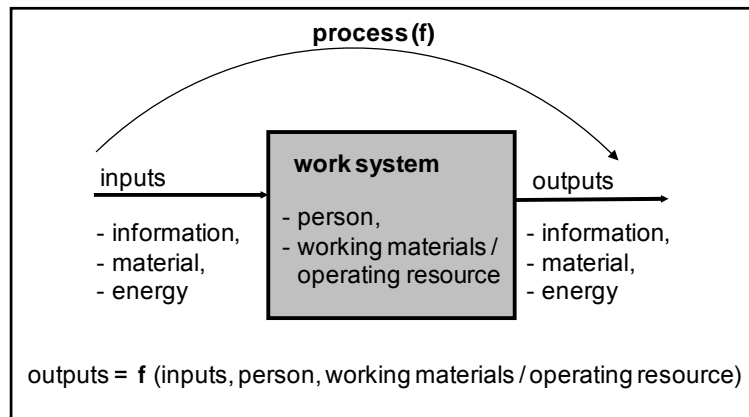 process (f)
inputs
- information,
- material,
- energy
work system
- person,
- working materials /
operating resource
outputs
- information,
- material,
- energy
outputs = f (inputs, person, working materials / operating resource)